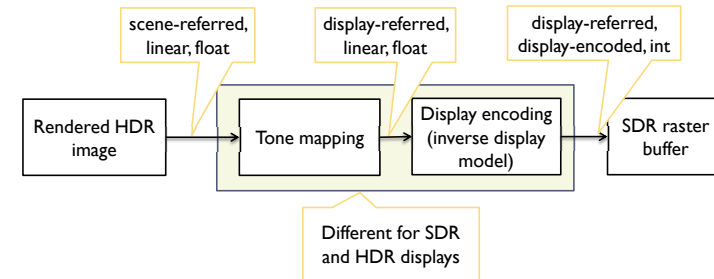 scene-referred,
linear, float
display-referred,
linear, float
display-referred,
display-encoded, int
Rendered HDR
image
Tone mapping
Display encoding
(inverse display
model)
SDR raster
buffer
Different for SDR
and HDR displays